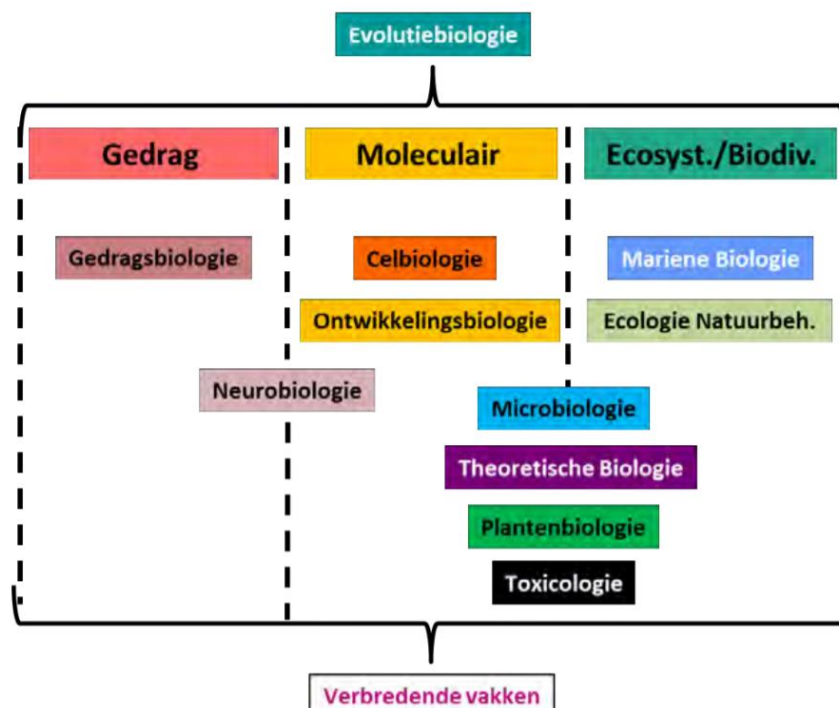 Evolutiebiologie
Gedrag
Moleculair
Ecosyst./Biodiv.
Gedragsbiologie
Celbiologie
Mariene Biologie
Ontwikkelingsbiologie
Ecologie Natuurbeh.
Neurobiologie
Microbiologie
Theoretische Biologie
Plantenbiologie
Toxicologie
Verbredende vakken